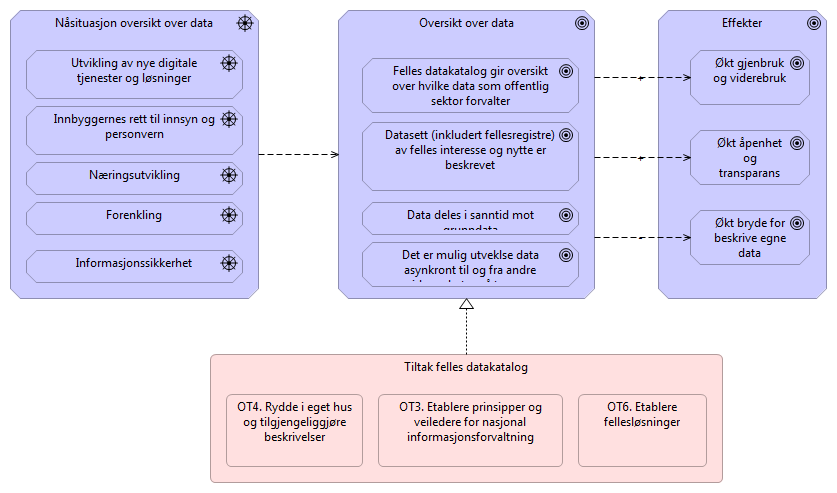 Nåsituasjon oversikt over data
Utvikling av nye digitale
tjenester og løsninger
Innbyggernes rett til innsyn og
personvern
Næringsutvikling
Forenkling
Informasjonssikkerhet
Oversikt over data
Felles datakatalog gir oversikt
over hvilke data som offentlig
sektor forvalter
Datasett (inkludert fellesregistre)
av felles interesse og nytte er
beskrevet
Data deles i sanntid mot
grunndata
Det er mulig utveklse data
asynkront til og fra andre
Effekter
Økt gjenbruk
og viderebruk
Økt åpenhet
og
transparans
Økt bryde for
beskrive egne
data
+
+
-
Tiltak felles datakatalog
OT4. Rydde i eget hus
og tilgjengeliggjøre
beskrivelser
OT3. Etablere prinsipper og
veiledere for nasjonal
informasjonsforvaltning
OT6. Etablere
fellesløsninger